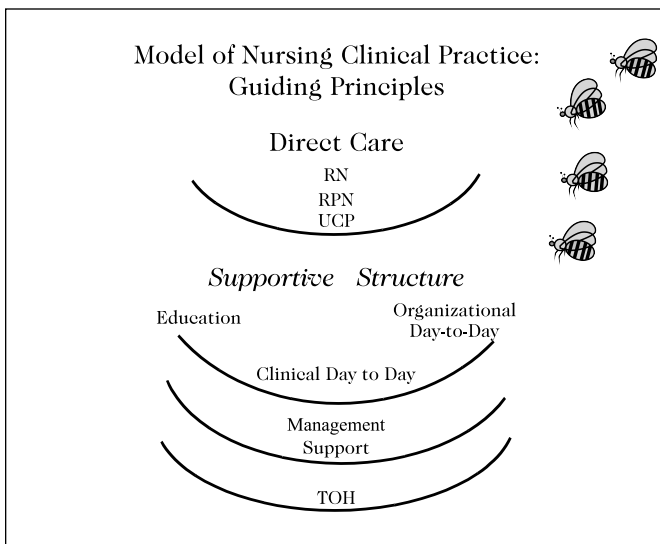 Model of Nursing Clinical Practice:
Guiding Principles
Direct Care
RN
RPN
UCP
Supportive Structure
Education
Organizational
Day-to-Day
Clinical Day to Day
Management
Support
TOH